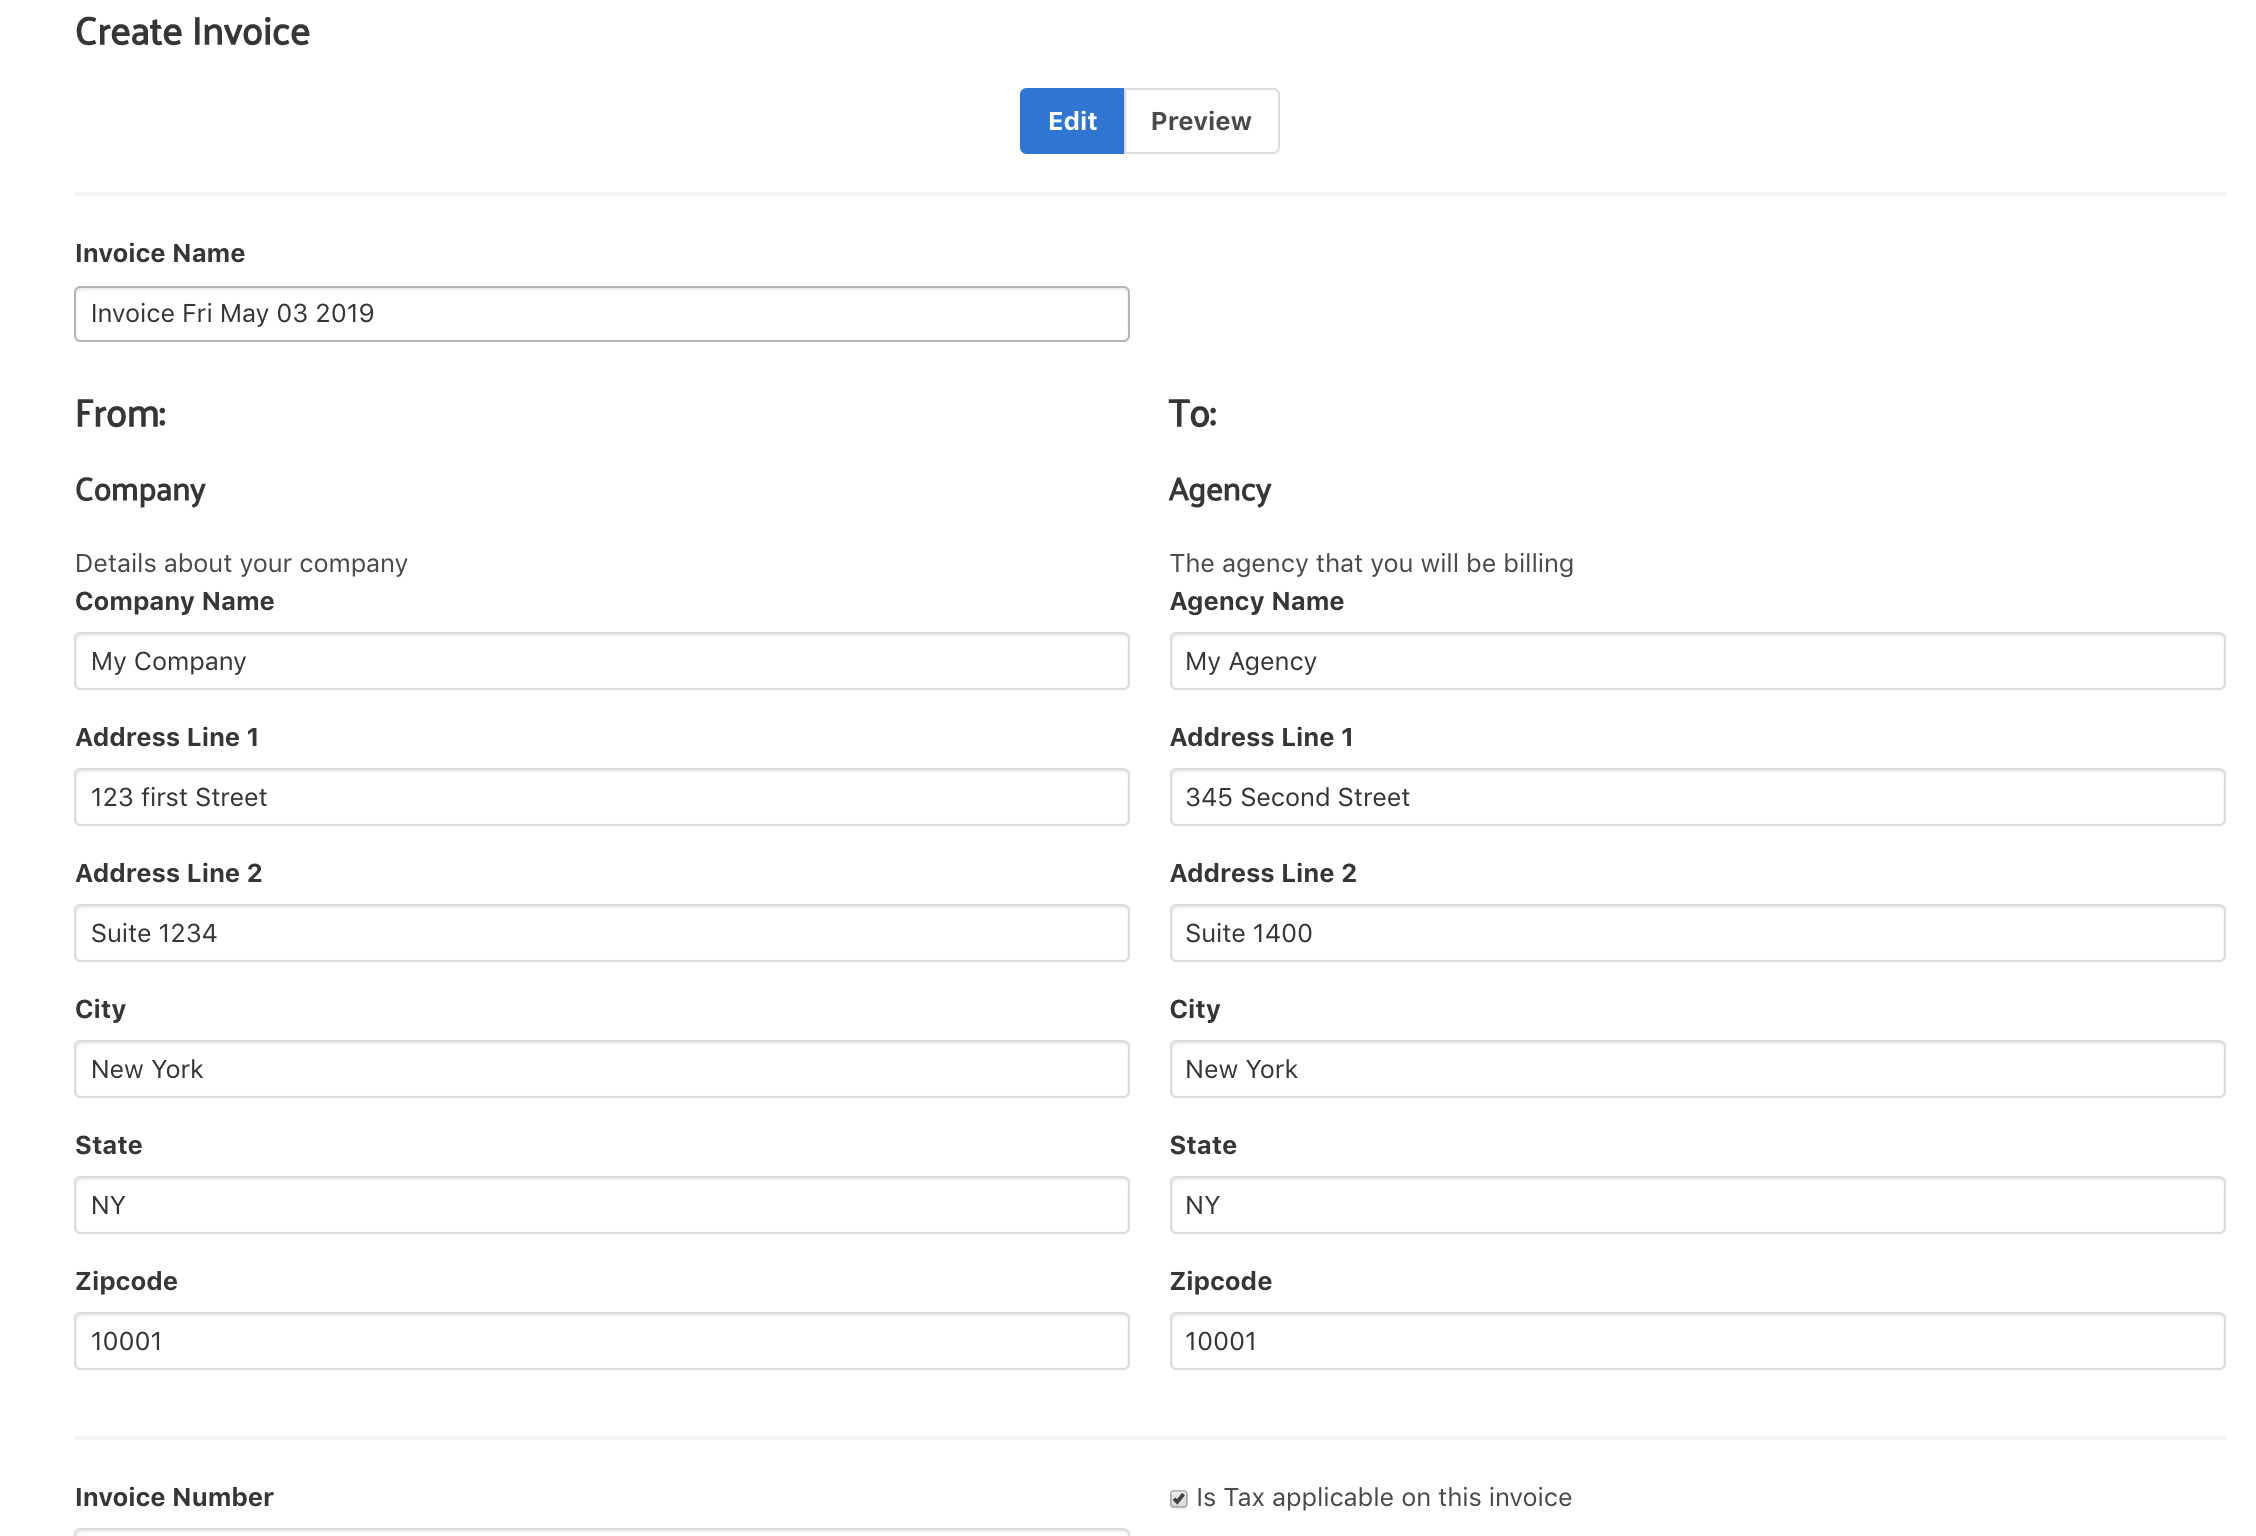 Create Invoice
Edit Preview
Invoice Name
Invoice Fri May 03 2019
From:
Company
Details about your company
Company Name
My Company
Address Line 1
123 first Street
Address Line 2
Suite 1234
City
New York
State
NY
Zipcode
10001
To:
Agency
The agency that you will be billing
Agency Name
My Agency
Address Line 1
345 Second Street
Address Line 2
Suite 1400
City
New York
State
NY
Zipcode
10001
Invoice Number
Is Tax applicable on this invoice